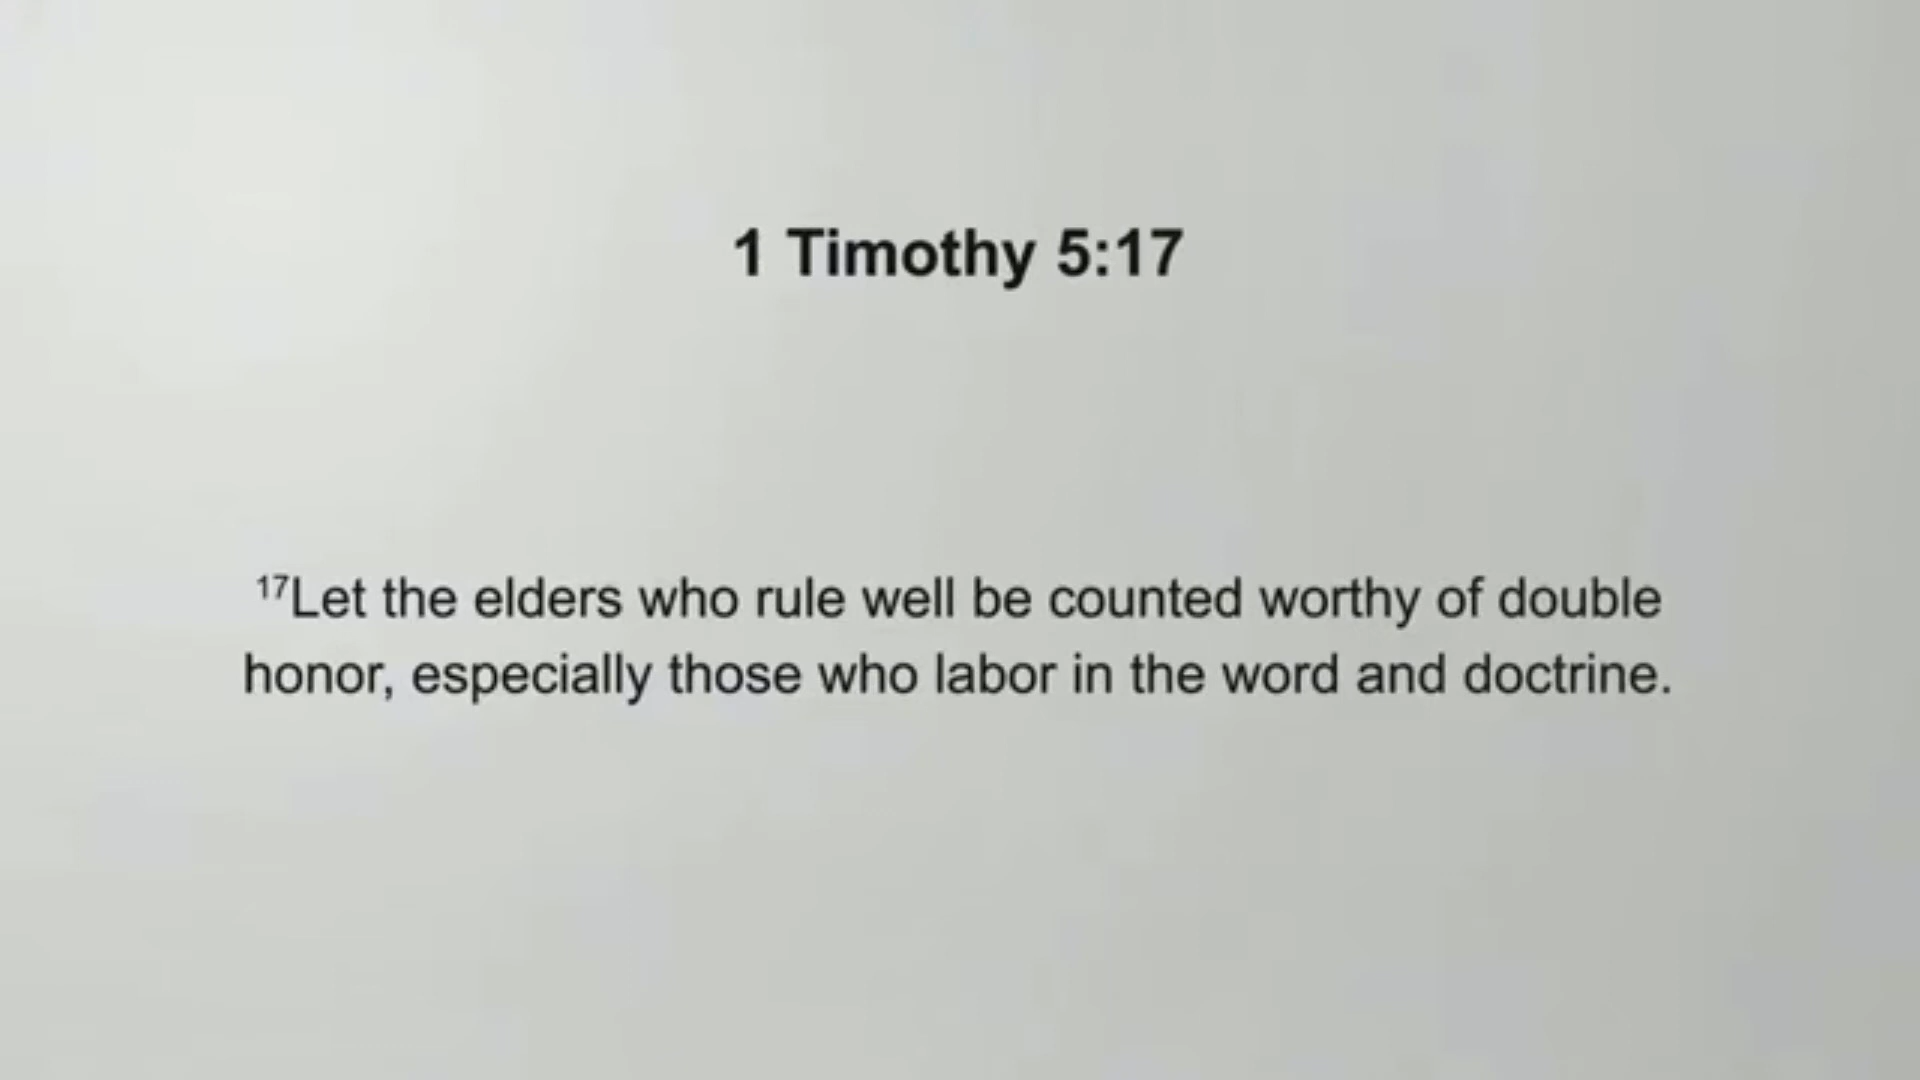 1 Timothy 5:17
17Let the elders who rule well be counted worthy of double
honor, especially those who labor in the word and doctrine.